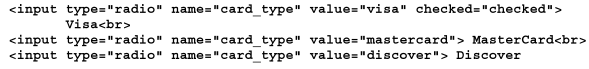 <input type="radio" name="card_type" value="visa" checked="checked">
Visa<br>
<input type="radio" name="card_type" value="mastercard"> MasterCard<br>
<input type="radio" name="card_type" value="discover"> Discover